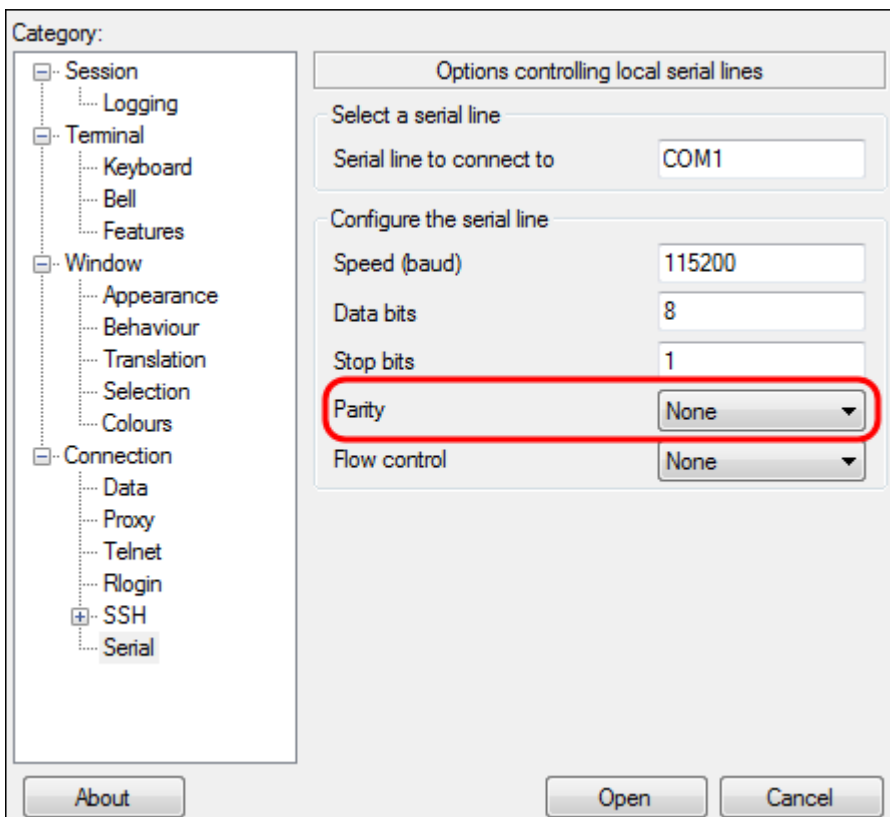 Category:
Session
Logging
Terminal
Keyboard
Bell
Features
Window
Appearance
Behaviour
Translation
Selection
Colours
Connection
Data
Proxy
Telnet
Rlogin
SSH
Serial
Options controlling local serial lines
Select a serial line
Serial line to connect to COM1
Configure the serial line
Speed (baud) 115200
Data bits 8
Stop bits 1
Parity None
Flow control None
About Open Cancel